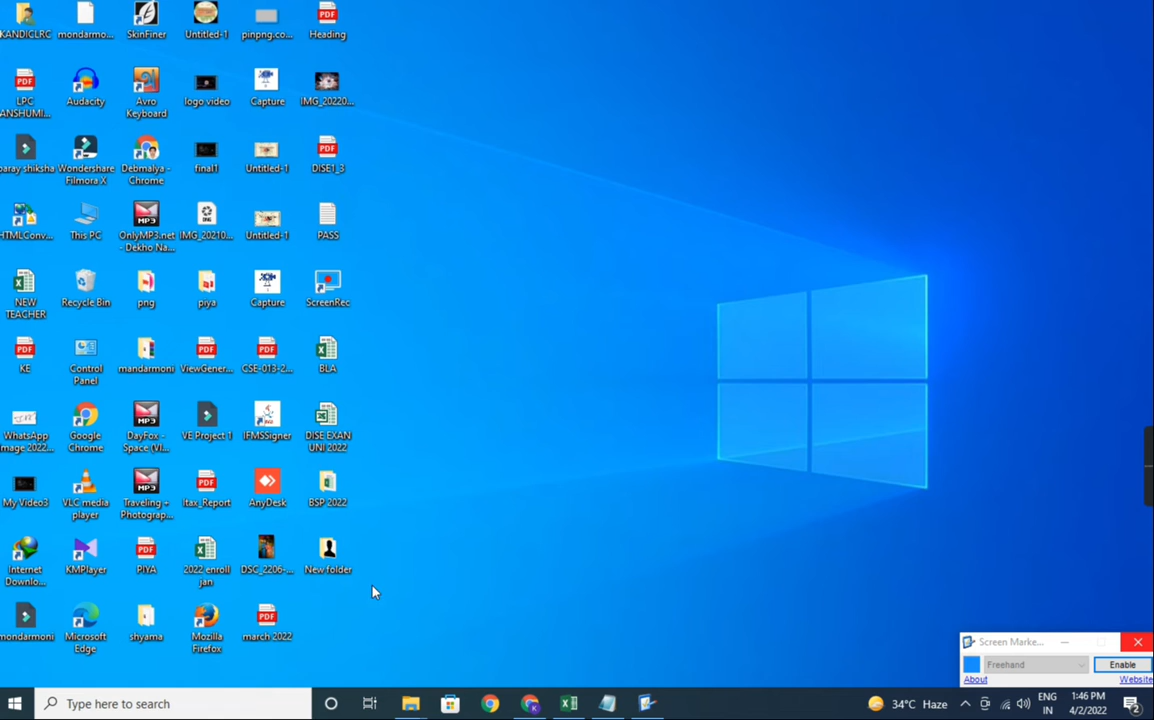 KANDICLRC
mondarmo...
SkinFiner
Untitled-1
pinpng.co...
Heading
LPC
ANSHUMI...
Audacity
Avro
Keyboard
logo video
Capture
IMG_20220...
paray shiksha
Wondershare
Filmora X
Debmalya -
Chrome
final1
Untitled-1
DISE1_3
HTMLConv...
This PC
OnlyMP3.net
- Dekho Na...
IMG_20210...
Untitled-1
PASS
NEW
TEACHER
Recycle Bin
png
piya
Capture
ScreenRec
KE
Control
Panel
mandarmoni
ViewGener...
CSE-013-2...
BLA
WhatsApp
Image 2022...
Google
Chrome
DayFox -
Space (VI...
VE Project 1
IFMSSigner
DISE EXAN
UNI 2022
My Video3
VLC media
player
Traveling +
Photograp...
itax_Report
AnyDesk
BSP 2022
Internet
Downlo...
KMPlayer
PIYA
2022 enroll
jan
DSC_2206-...
New folder
mondarmoni
Microsoft
Edge
shyama
Mozilla
Firefox
march 2022
Screen Marke...
Freehand
Enable
About
Website
Type here to search
34°C Haze
ENG
IN
1:46 PM
4/2/2022
2